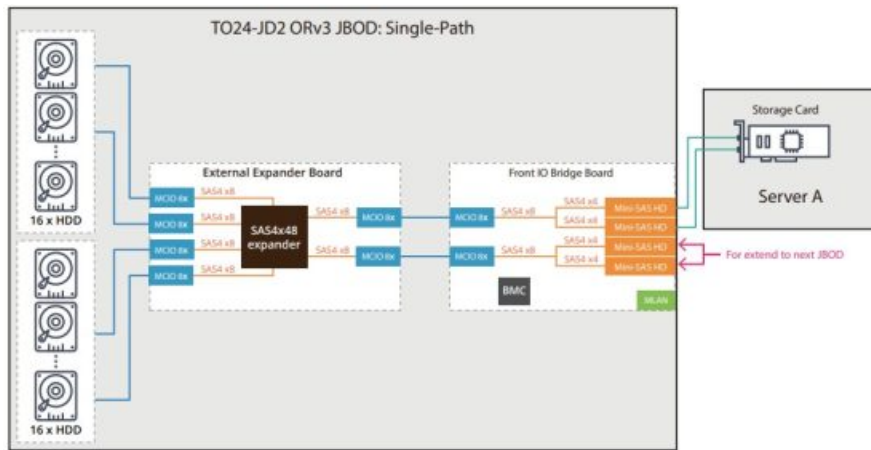 TO24-JD2 ORv3 JBOD: Single-Path
16 x HDD
16 x HDD
External Expander Board
MCIO 8x
SAS4 x8
MCIO 8x
SAS4 x8
MCIO 8x
SAS4 x8
MCIO 8x
SAS4 x8
SAS4x48
expander
SAS4 x8
MCIO 8x
SAS4 x8
MCIO 8x
Front IO Bridge Board
MCIO 8x
SAS4 x8
MCIO 8x
SAS4 x8
SAS4 x4
Mini-SAS HD
SAS4 x4
Mini-SAS HD
SAS4 x4
Mini-SAS HD
SAS4 x4
Mini-SAS HD
BMC
MLAN
Storage Card
Server A
For extend to next JBOD